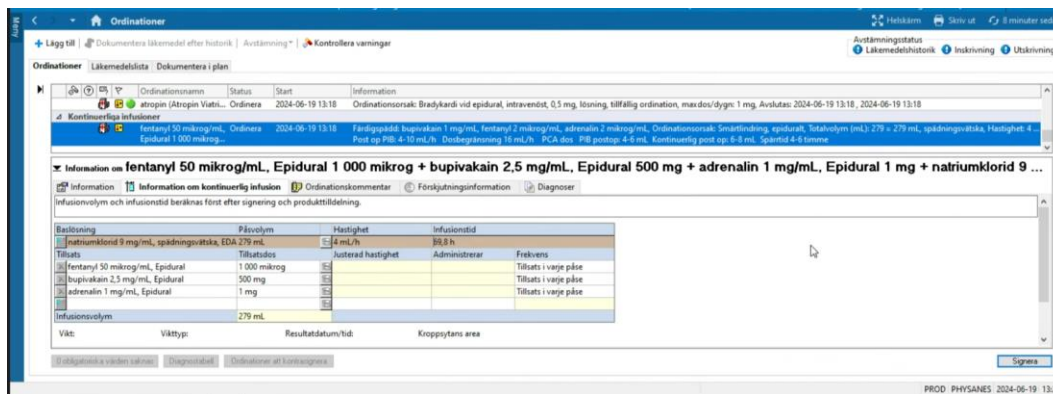 Meny
Ordinationer
Helskärm Skriv ut 8 minuter sed
Lägg till Dokumentera läkemedel efter historik Avstämning Kontrollera varningar
Avstämningsstatus
Läkemedelshistorik Inskrivning Utskrivning
Ordinationer Läkemedelslista Dokumentera i plan
Ordinationsnamn Status Start Information
atropin (Atropin Viatri... Ordinera 2024-06-19 13:18 Ordinationsorsak: Bradykardi vid epidural, intravenöst, 0,5 mg, lösning, tillfällig ordination, maxdos/dygn: 1 mg, Avslutas: 2024-06-19 13:18 , 2024-06-19 13:18
Kontinuerliga infusioner
fentanyl 50 mikrog/mL, Ordinera 2024-06-19 13:18 Färdigspädd: bupivakain 1 mg/mL, fentanyl 2 mikrog/mL, adrenalin 2 mikrog/mL, Ordinationsorsak: Smärtlindring, epiduralt, Totalvolym (mL): 279 = 279 mL, spädningsvätska, Hastighet: 4 ...
Epidural 1 000 mikrog... Post op PIB: 4-10 mL/h Dosbegränsning 16 mL/h PCA dos PIB postop: 4-6 mL Kontinuerlig post op: 6-8 mL Spärrtid 4-6 timme
Information om fentanyl 50 mikrog/mL, Epidural 1 000 mikrog + bupivakain 2,5 mg/mL, Epidural 500 mg + adrenalin 1 mg/mL, Epidural 1 mg + natriumklorid 9 ...
Information Information om kontinuerlig infusion Ordinationskommentar Förskjutningsinformation Diagnoser
Infusionvolym och infusionstid beräknas först efter signering och produkttilldelning.
Baslösning Påsvolym Hastighet Infusionstid
natriumklorid 9 mg/mL, spädningsvätska, EDA 279 mL 4 mL/h 69,8 h
Tillsats Tillsatsdos Justerad hastighet Administrerar Frekvens
fentanyl 50 mikrog/mL, Epidural 1 000 mikrog Tillsats i varje påse
bupivakain 2,5 mg/mL, Epidural 500 mg Tillsats i varje påse
adrenalin 1 mg/mL, Epidural 1 mg Tillsats i varje påse
Infusionsvolym 279 mL
Vikt: Vikttyp: Resultatdatum/tid: Kroppsytans area
0 obligatoriska värden saknas Diagnostabell Ordinationer att kontrasignera Signera
PROD PHYSANES 2024-06-19 13: